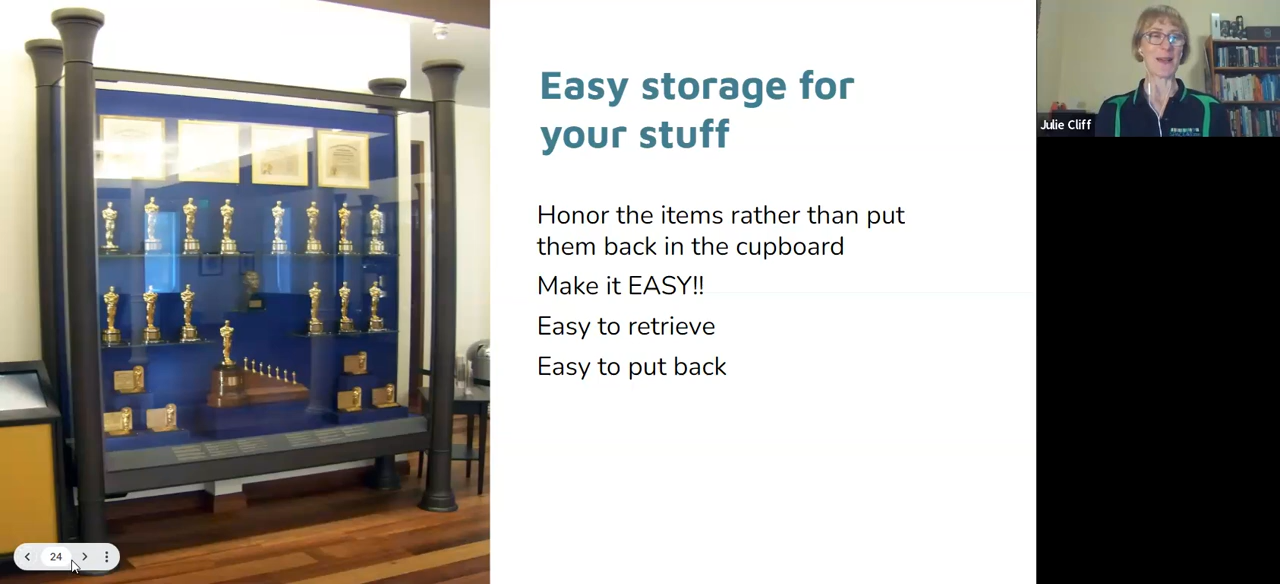 Easy storage for
your stuff
Honor the items rather than put
them back in the cupboard
Make it EASY!!
Easy to retrieve
Easy to put back
Julie Cliff
24